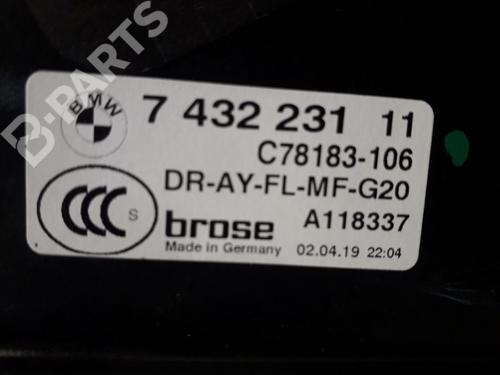 B-PARTS
BMW
7 432 231 11
C78183-106
DR-AY-FL-MF-G20
CCC S
brose
A118337
Made in Germany
02.04.19 22:04